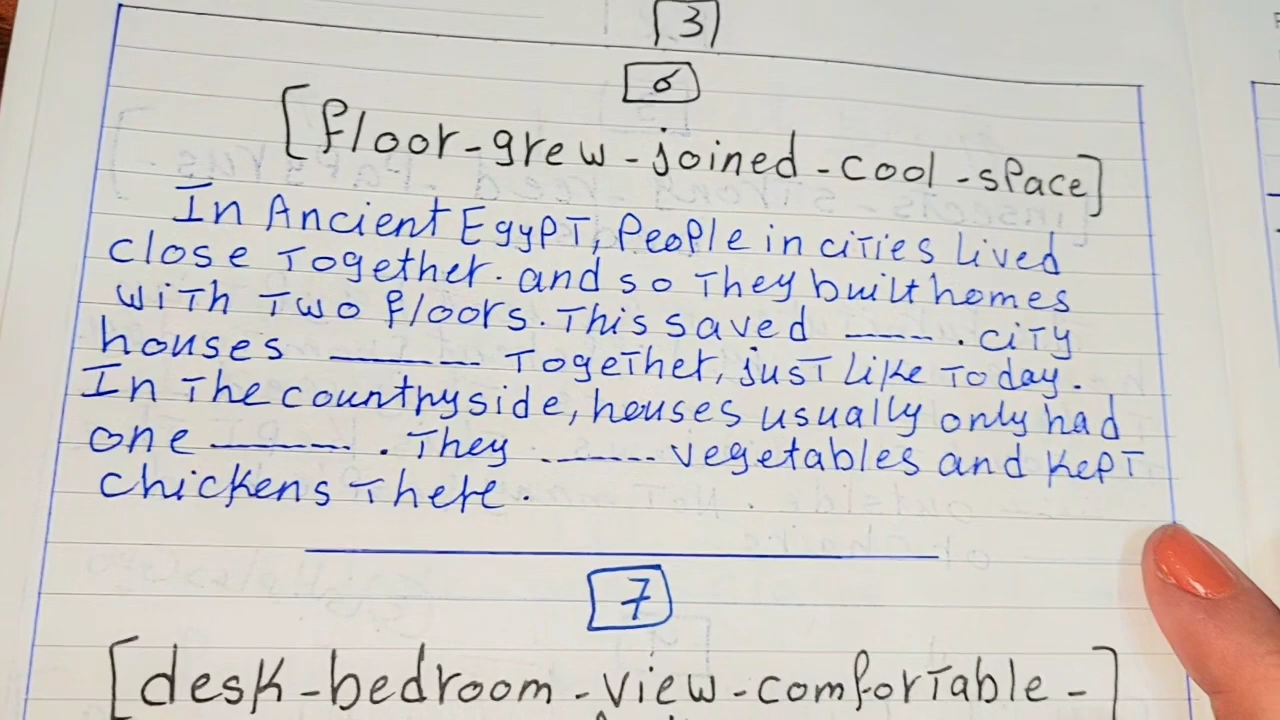 3
6
[floor-grew-joined-cool-space]
In Ancient EgypT, People in ciTies Lived
close Together. and so They built homes
wiTh Two floors. This saved ----. ciTy
houses ______ TogeTher, jusT Like Today.
In The countryside, houses usually only had
one ______. They ------ vegetables and KepT
chickens There.
7
[desk-bedroom-view-comforTable-]